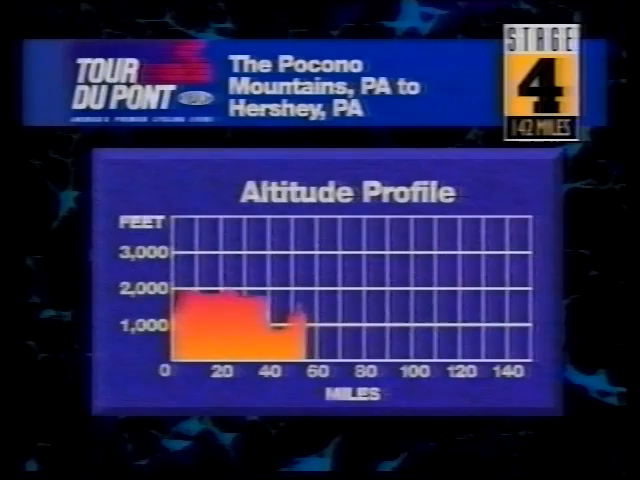 TOUR
DU PONT
The Pocono
Mountains, PA to
Hershey, PA
STAGE
4
142 MILES
Altitude Profile
FEET
3,000
2,000
1,000
0 20 40 60 80 100 120 140
MILES